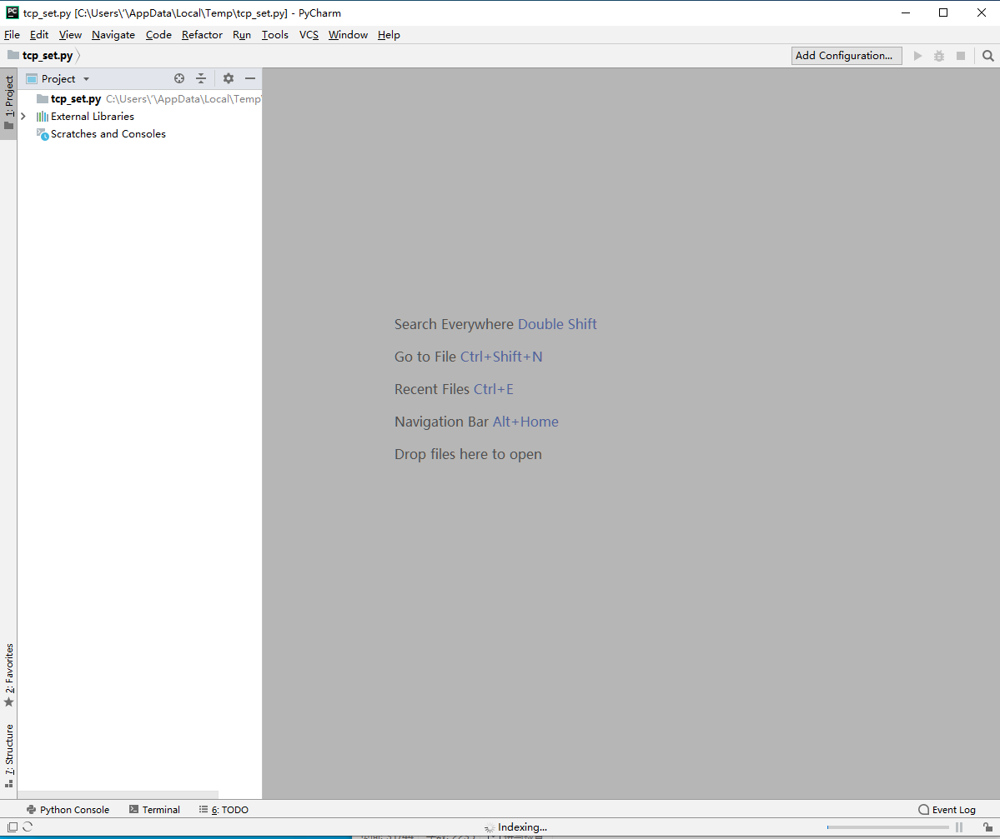 PC tcp_set.py [C:\Users\'\AppData\Local\Temp\tcp_set.py] - PyCharm
File Edit View Navigate Code Refactor Run Tools VCS Window Help
tcp_set.py Add Configuration...
1: Project
Project
tcp_set.py C:\Users\'\AppData\Local\Temp\
External Libraries
Scratches and Consoles
Search Everywhere Double Shift
Go to File Ctrl+Shift+N
Recent Files Ctrl+E
Navigation Bar Alt+Home
Drop files here to open
2: Favorites
7: Structure
Python Console Terminal 6: TODO Event Log
Indexing...